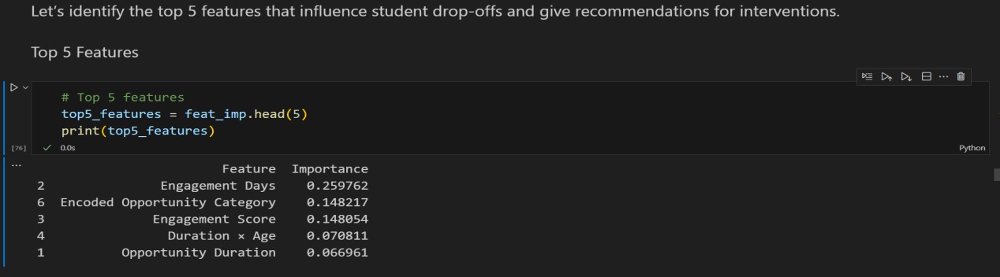 Let’s identify the top 5 features that influence student drop-offs and give recommendations for interventions.
Top 5 Features
# Top 5 features
top5_features = feat_imp.head(5)
print(top5_features)
[76]
0.0s
Python
...
Feature Importance
2 Engagement Days 0.259762
6 Encoded Opportunity Category 0.148217
3 Engagement Score 0.148054
4 Duration × Age 0.070811
1 Opportunity Duration 0.066961